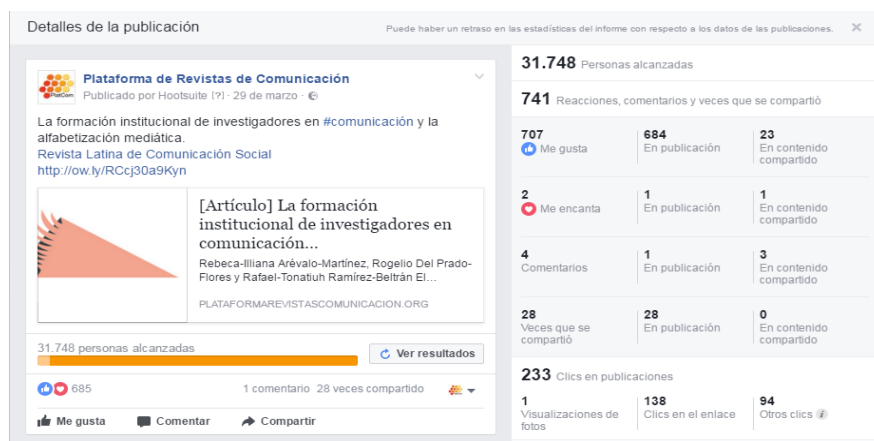 Detalles de la publicación
Puede haber un retraso en las estadísticas del informe con respecto a los datos de las publicaciones.
PlatCom
Plataforma de Revistas de Comunicación
Publicado por Hootsuite [?] · 29 de marzo ·
La formación institucional de investigadores en #comunicación y la
alfabetización mediática.
Revista Latina de Comunicación Social
http://ow.ly/RCcj30a9Kyn
[Artículo] La formación
institucional de investigadores en
comunicación...
Rebeca-Illiana Arévalo-Martínez, Rogelio Del Prado-
Flores y Rafael-Tonatiuh Ramírez-Beltrán El...
PLATAFORMAREVISTASCOMUNICACION.ORG
31.748 personas alcanzadas
Ver resultados
685
1 comentario 28 veces compartido
Me gusta Comentar Compartir
31.748 Personas alcanzadas
741 Reacciones, comentarios y veces que se compartió
707 684 23
Me gusta En publicación En contenido
compartido
2 1 1
Me encanta En publicación En contenido
compartido
4 1 3
Comentarios En publicación En contenido
compartido
28 28 0
Veces que se En publicación En contenido
compartió compartido
233 Clics en publicaciones
1 138 94
Visualizaciones de Clics en el enlace Otros clics i
fotos